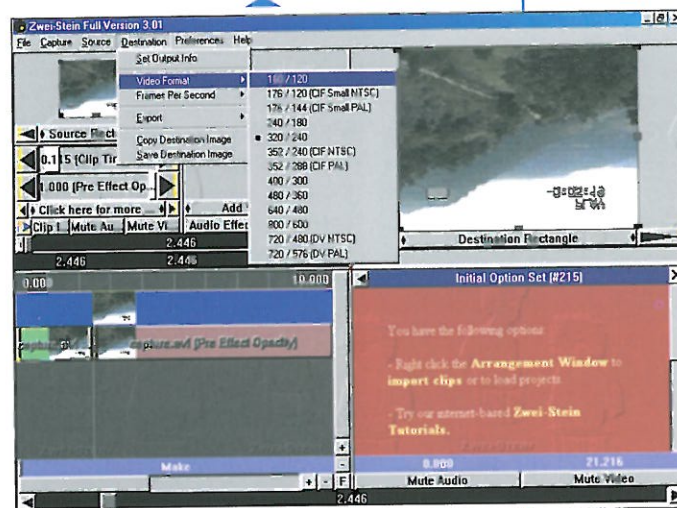 Zwei-Stein Full Version 3.01
File Capture Source Destination Preferences Help
Set Output Info
Video Format
Frames Per Second
Export
Copy Destination Image
Save Destination Image
160 / 120
176 / 120 (CIF Small NTSC)
176 / 144 (CIF Small PAL)
240 / 180
320 / 240
352 / 240 (CIF NTSC)
352 / 288 (CIF PAL)
400 / 300
480 / 360
640 / 480
800 / 600
720 / 480 (DV NTSC)
720 / 576 (DV PAL)
Source Rect
(Clip Tir
1.000 (Pre Effect Op...
Click here for more ...
Add
Clip Mute Au Mute Vi Audio Effec
2.446
2.446 2.446
Destination Rectangle
0.000 10.000
capture.avi (Pre Effect Opacity)
Make
+ - F
Initial Option Set (#215)
You have the following options:
- Right click the Arrangement Window to
import clips or to load projects
- Try our internet-based Zwei-Stein
Tutorials.
0.000 21.216
Mute Audio Mute Video
2.446